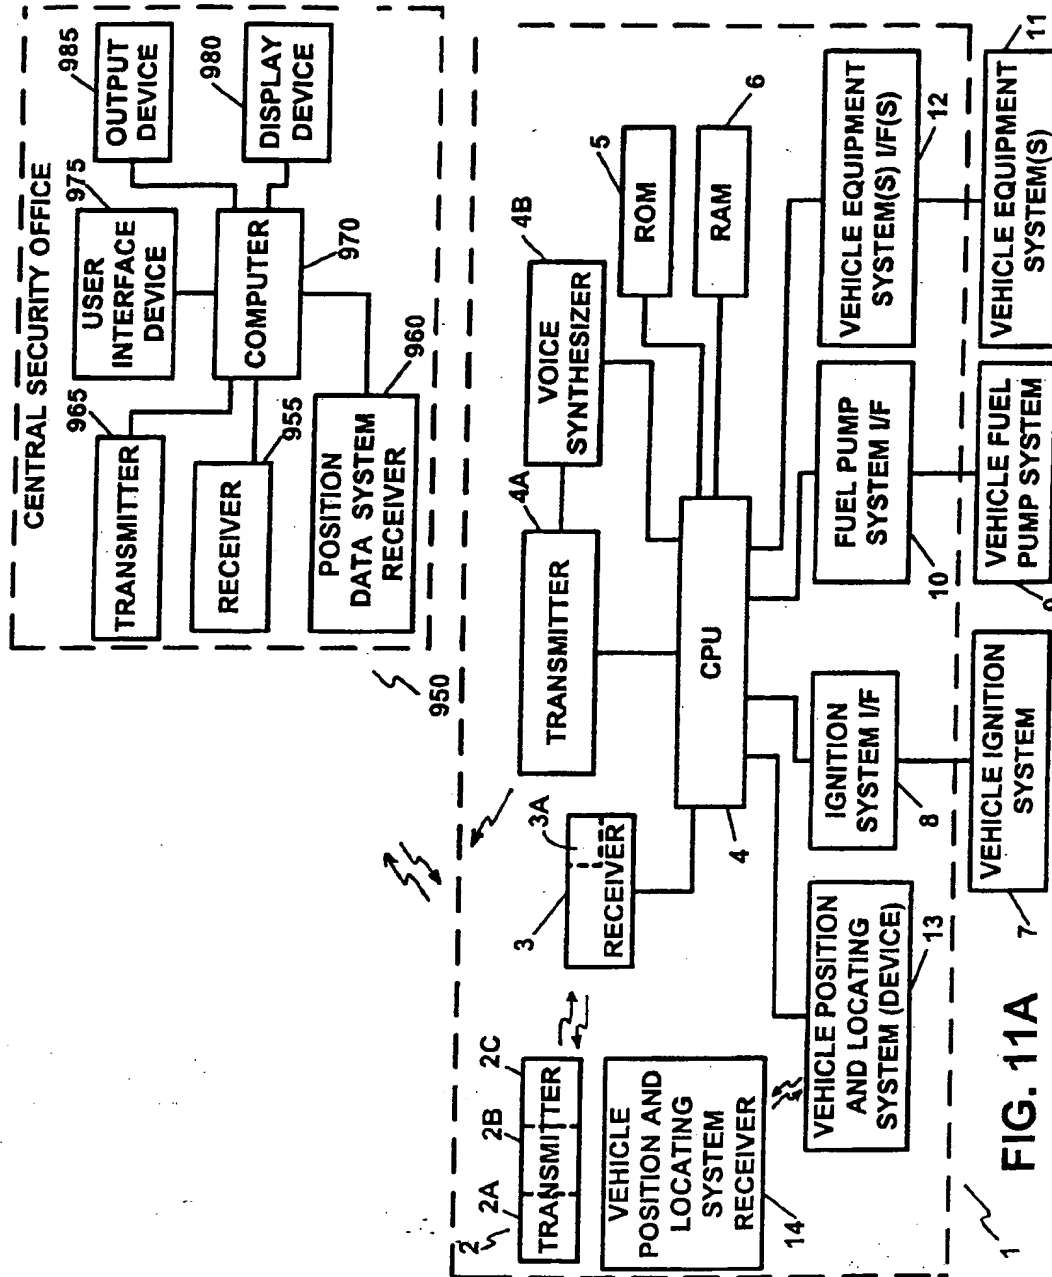 CENTRAL SECURITY OFFICE
965
TRANSMITTER
975
USER
INTERFACE
DEVICE
985
OUTPUT
DEVICE
955
RECEIVER
COMPUTER
970
980
DISPLAY
DEVICE
960
POSITION
DATA SYSTEM
RECEIVER
950
2
2A
2B
2C
TRANSMITTER
3
3A
RECEIVER
TRANSMITTER
4A
VOICE
SYNTHESIZER
4B
ROM
5
RAM
6
VEHICLE
POSITION AND
LOCATING
SYSTEM
RECEIVER
14
CPU
4
VEHICLE POSITION
AND LOCATING
SYSTEM (DEVICE)
13
IGNITION
SYSTEM I/F
8
FUEL PUMP
SYSTEM I/F
10
VEHICLE EQUIPMENT
SYSTEM(S) I/F(S)
12
VEHICLE IGNITION
SYSTEM
7
VEHICLE FUEL
PUMP SYSTEM
9
VEHICLE EQUIPMENT
SYSTEM(S)
11
1
FIG. 11A